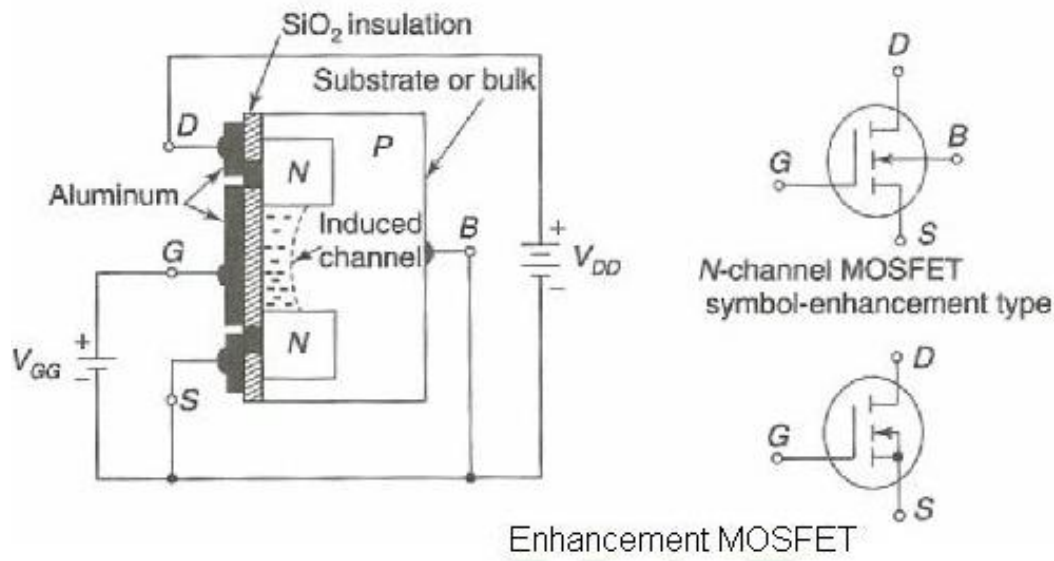 SiO2 insulation
Substrate or bulk
D
P
N
Aluminum
G
Induced
channel
B
+
VDD
−
+
VGG
−
N
S
D
G
B
S
N-channel MOSFET
symbol-enhancement type
D
G
S
Enhancement MOSFET